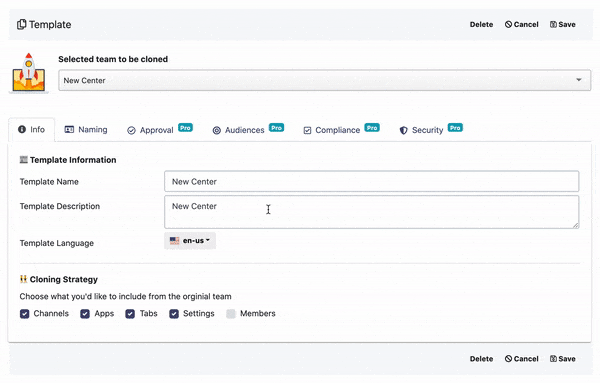 Template
Delete Cancel Save
Selected team to be cloned
New Center
Info Naming Approval Pro Audiences Pro Compliance Pro Security Pro
Template Information
Template Name New Center
Template Description New Center
Template Language en-us
Cloning Strategy
Choose what you'd like to include from the orginial team
Channels Apps Tabs Settings Members
Delete Cancel Save